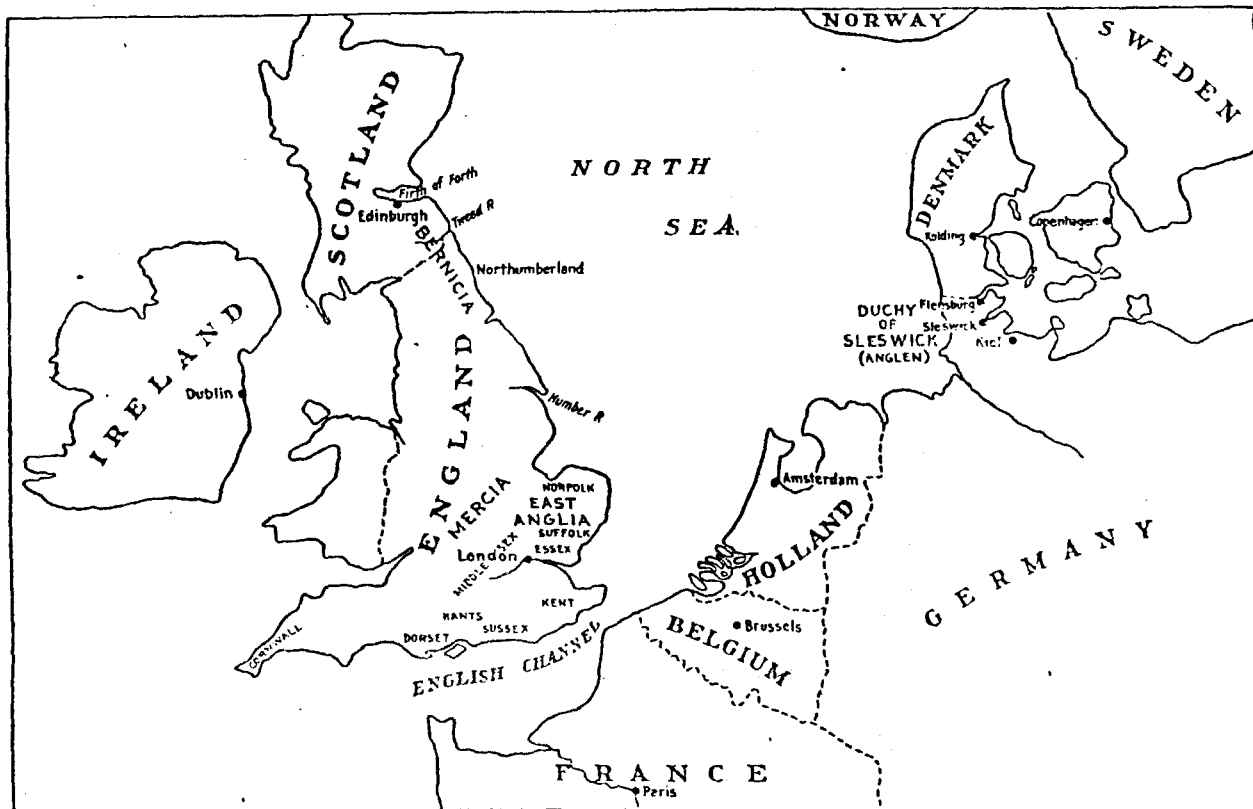 NORWAY
SWEDEN
SCOTLAND
NORTH
SEA.
DENMARK
Firth of Forth
Edinburgh
Tweed R
BERNICIA
Northumberland
Kolding
Copenhagen
DUCHY
OF
SLESWICK
(ANGLEN)
Flensburg
Sleswick
Kiel
IRELAND
Dublin
ENGLAND
Humber R
MERCIA
NORFOLK
EAST
ANGLIA
SUFFOLK
ESSEX
MIDDLESEX
London
KENT
HANTS
SUSSEX
DORSET
CORNWALL
ENGLISH CHANNEL
Amsterdam
HOLLAND
GERMANY
Brussels
BELGIUM
FRANCE
Paris